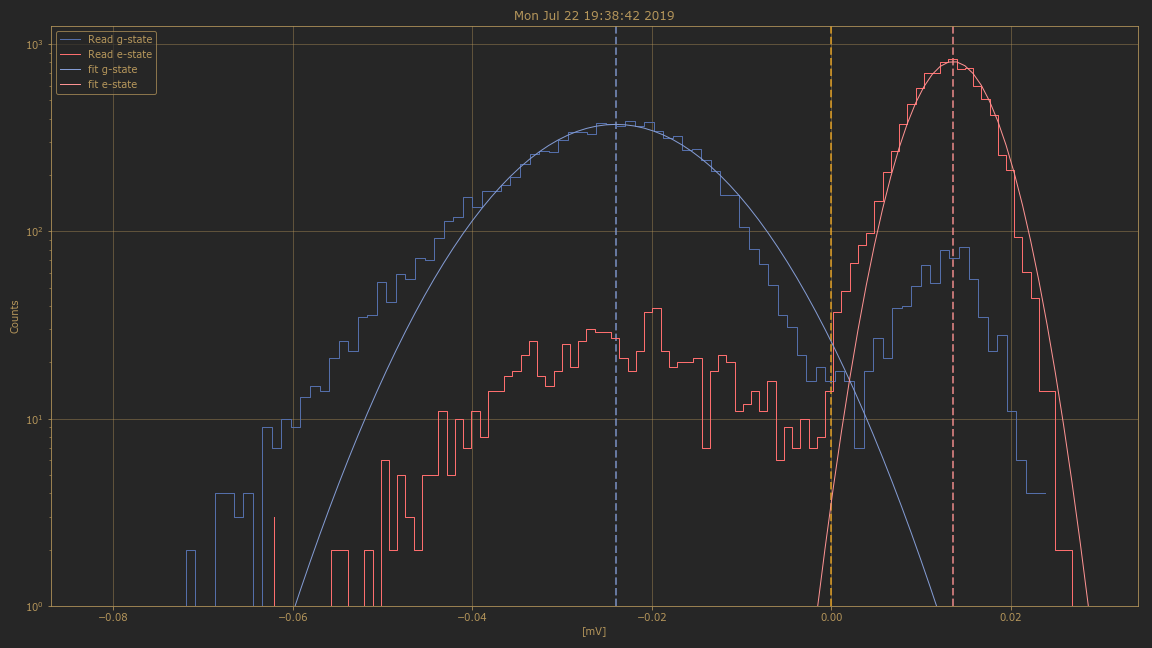 Mon Jul 22 19:38:42 2019
Read g-state
Read e-state
fit g-state
fit e-state
10³
10²
10¹
10⁰
Counts
−0.08
−0.06
−0.04
−0.02
0.00
0.02
[mV]